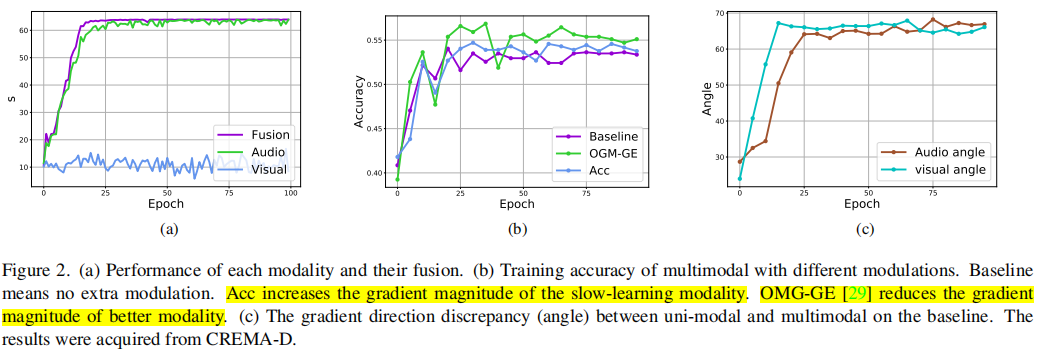 60
50
40
30
20
10
s
0
25
50
75
100
Epoch
Fusion
Audio
Visual
(a)
0.55
0.50
0.45
0.40
Accuracy
0
25
50
75
Epoch
Baseline
OGM-GE
Acc
(b)
70
60
50
40
30
Angle
0
25
50
75
Epoch
Audio angle
visual angle
(c)
Figure 2. (a) Performance of each modality and their fusion. (b) Training accuracy of multimodal with different modulations. Baseline
means no extra modulation. Acc increases the gradient magnitude of the slow-learning modality. OMG-GE [29] reduces the gradient
magnitude of better modality. (c) The gradient direction discrepancy (angle) between uni-modal and multimodal on the baseline. The
results were acquired from CREMA-D.